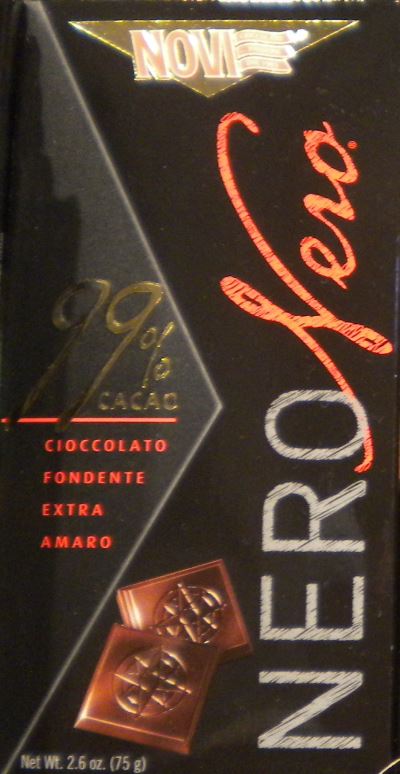 NOVI
NERO Nero®
99%
CACAO
CIOCCOLATO
FONDENTE
EXTRA
AMARO
Net Wt. 2.6 oz. (75 g)